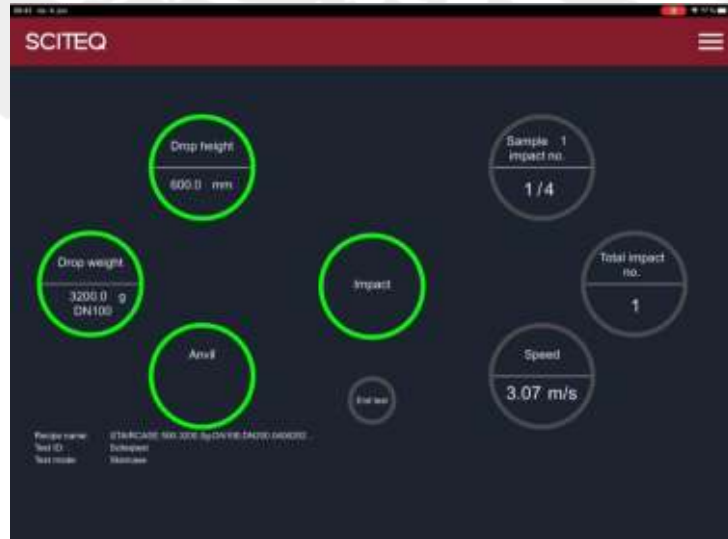 SCITEQ
Drop height
600.0 mm
Sample 1
impact no.
1/4
Drop weight
3200.0 g
DN100
Impact
Total impact
no.
1
Anvil
Speed
3.07 m/s
End test
Recipe name:
Test ID:
Test mode: Staircase